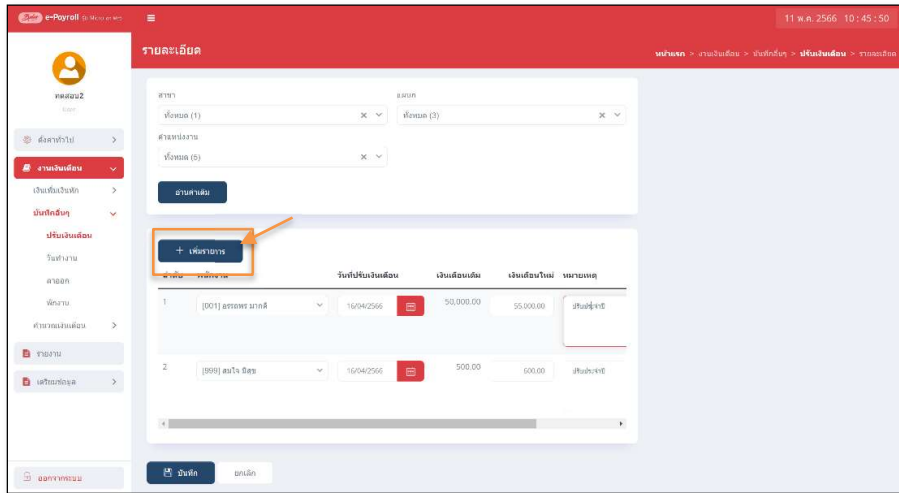 e-Payroll
11 พ.ค. 2566 10:45:50
รายละเอียด
หน้าแรก > งานเงินเดือน > บันทึกอื่นๆ > ปรับเงินเดือน > รายละเอียด
ทดสอบ2
User
ตั้งค่าทั่วไป
งานเงินเดือน
เงินเพิ่มเงินหัก
บันทึกอื่นๆ
ปรับเงินเดือน
วันทำงาน
ลาออก
พักงาน
คำนวณเงินเดือน
รายงาน
เตรียมข้อมูล
ออกจากระบบ
สาขา แผนก
ทั้งหมด (1) ทั้งหมด (3)
ตำแหน่งงาน
ทั้งหมด (6)
อ่านค่าเดิม
+ เพิ่มรายการ
ลำดับ พนักงาน วันที่ปรับเงินเดือน เงินเดือนเดิม เงินเดือนใหม่ หมายเหตุ
1 [001] อรรถพร มากดี 16/04/2566 50,000.00 55,000.00 ปรับประจำปี
2 [999] สมใจ มีสุข 16/04/2566 500.00 600.00 ปรับประจำปี
บันทึก ยกเลิก